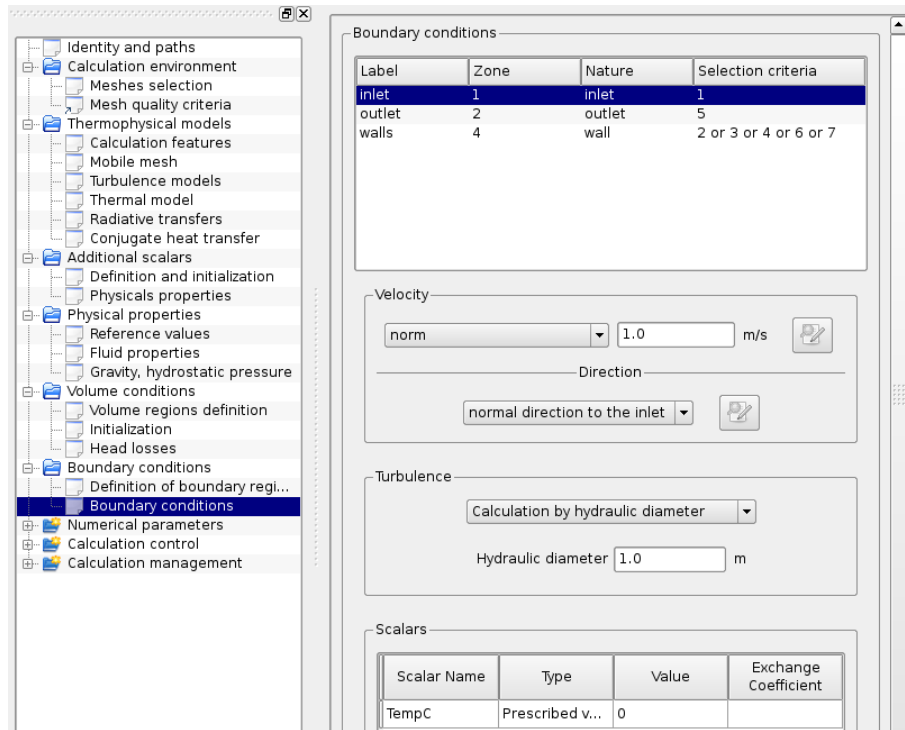 Identity and paths
Calculation environment
Meshes selection
Mesh quality criteria
Thermophysical models
Calculation features
Mobile mesh
Turbulence models
Thermal model
Radiative transfers
Conjugate heat transfer
Additional scalars
Definition and initialization
Physicals properties
Physical properties
Reference values
Fluid properties
Gravity, hydrostatic pressure
Volume conditions
Volume regions definition
Initialization
Head losses
Boundary conditions
Definition of boundary regi...
Boundary conditions
Numerical parameters
Calculation control
Calculation management
Boundary conditions
Label Zone Nature Selection criteria
inlet 1 inlet 1
outlet 2 outlet 5
walls 4 wall 2 or 3 or 4 or 6 or 7
Velocity
norm 1.0 m/s
Direction
normal direction to the inlet
Turbulence
Calculation by hydraulic diameter
Hydraulic diameter 1.0 m
Scalars
Scalar Name Type Value Exchange
Coefficient
TempC Prescribed v... 0